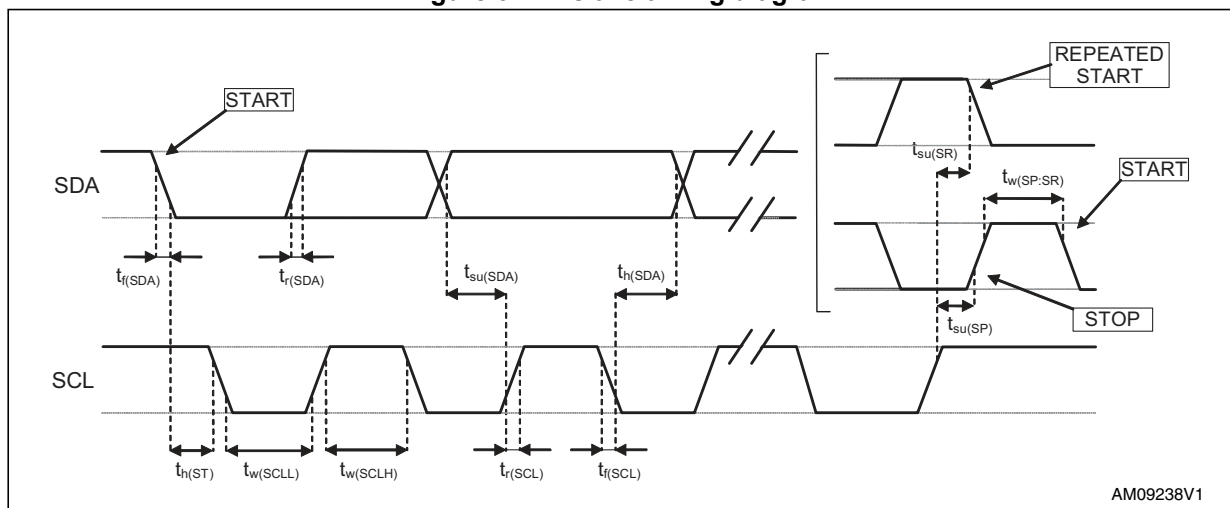 REPEATED
START
START
t_su(SR)
t_w(SP:SR)
START
SDA
t_f(SDA)
t_r(SDA)
t_su(SDA)
t_h(SDA)
t_su(SP)
STOP
SCL
t_h(ST)
t_w(SCLL)
t_w(SCLH)
t_r(SCL)
t_f(SCL)
AM09238V1